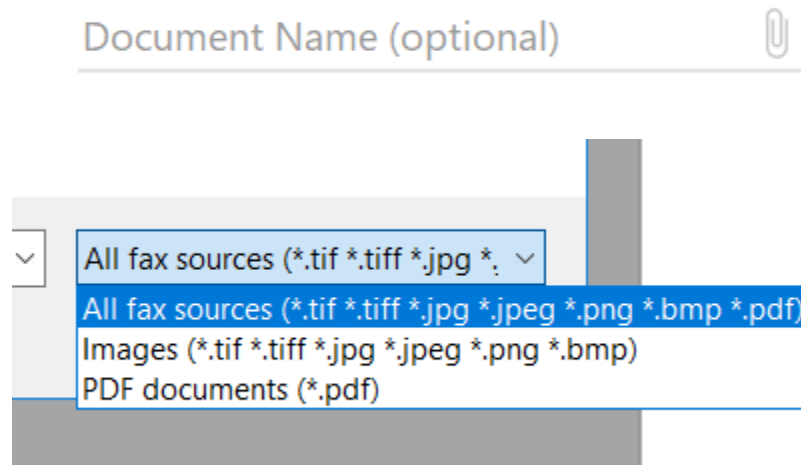 Document Name (optional)
All fax sources (*.tif *.tiff *.jpg *.
All fax sources (*.tif *.tiff *.jpg *.jpeg *.png *.bmp *.pdf)
Images (*.tif *.tiff *.jpg *.jpeg *.png *.bmp)
PDF documents (*.pdf)